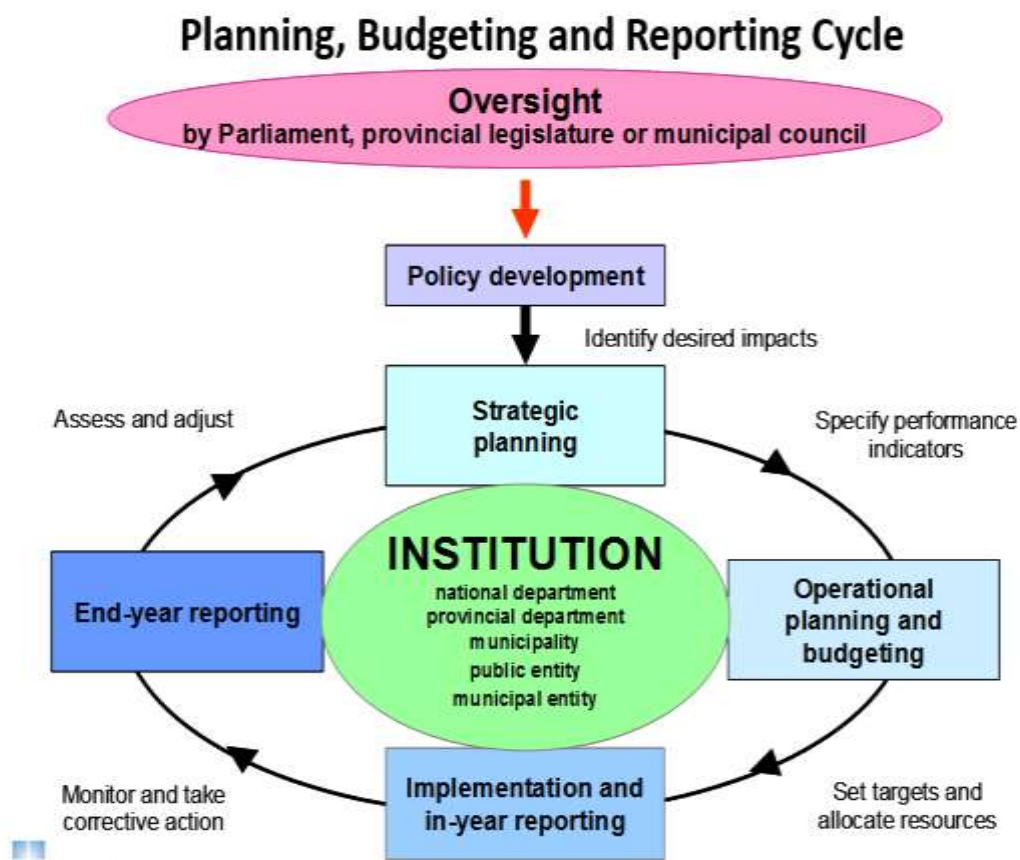 Planning, Budgeting and Reporting Cycle
Oversight
by Parliament, provincial legislature or municipal council
Policy development
Identify desired impacts
Strategic
planning
Assess and adjust
Specify performance
indicators
INSTITUTION
national department
provincial department
municipality
public entity
municipal entity
End-year reporting
Operational
planning and
budgeting
Implementation and
in-year reporting
Monitor and take
corrective action
Set targets and
allocate resources